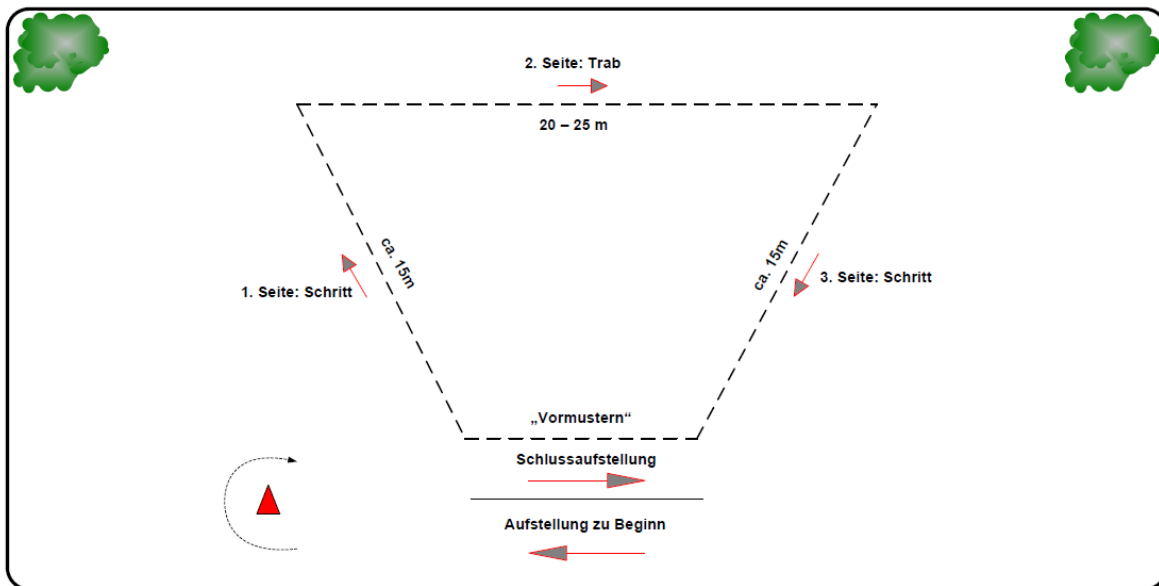 2. Seite: Trab
20 – 25 m
ca. 15m
ca. 15m
1. Seite: Schritt
3. Seite: Schritt
„Vormustern“
Schlussaufstellung
Aufstellung zu Beginn